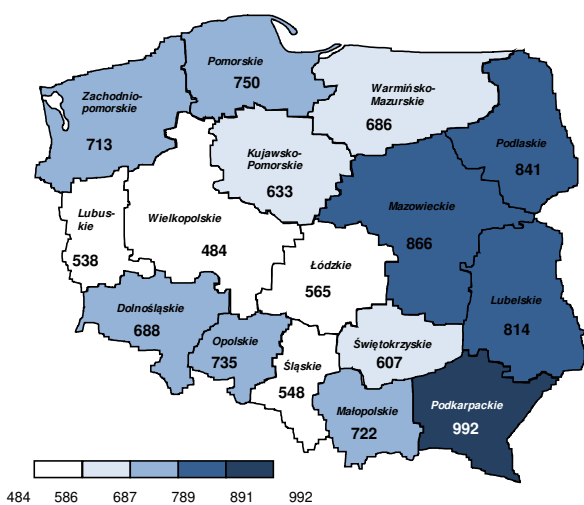 Pomorskie
750
Warmińsko-
Mazurskie
686
Zachodnio-
pomorskie
713
Podlaskie
841
Kujawsko-
Pomorskie
633
Mazowieckie
866
Lubus-
kie
538
Wielkopolskie
484
Łódzkie
565
Lubelskie
814
Dolnośląskie
688
Opolskie
735
Śląskie
548
Świętokrzyskie
607
Małopolskie
722
Podkarpackie
992
484 586 687 789 891 992